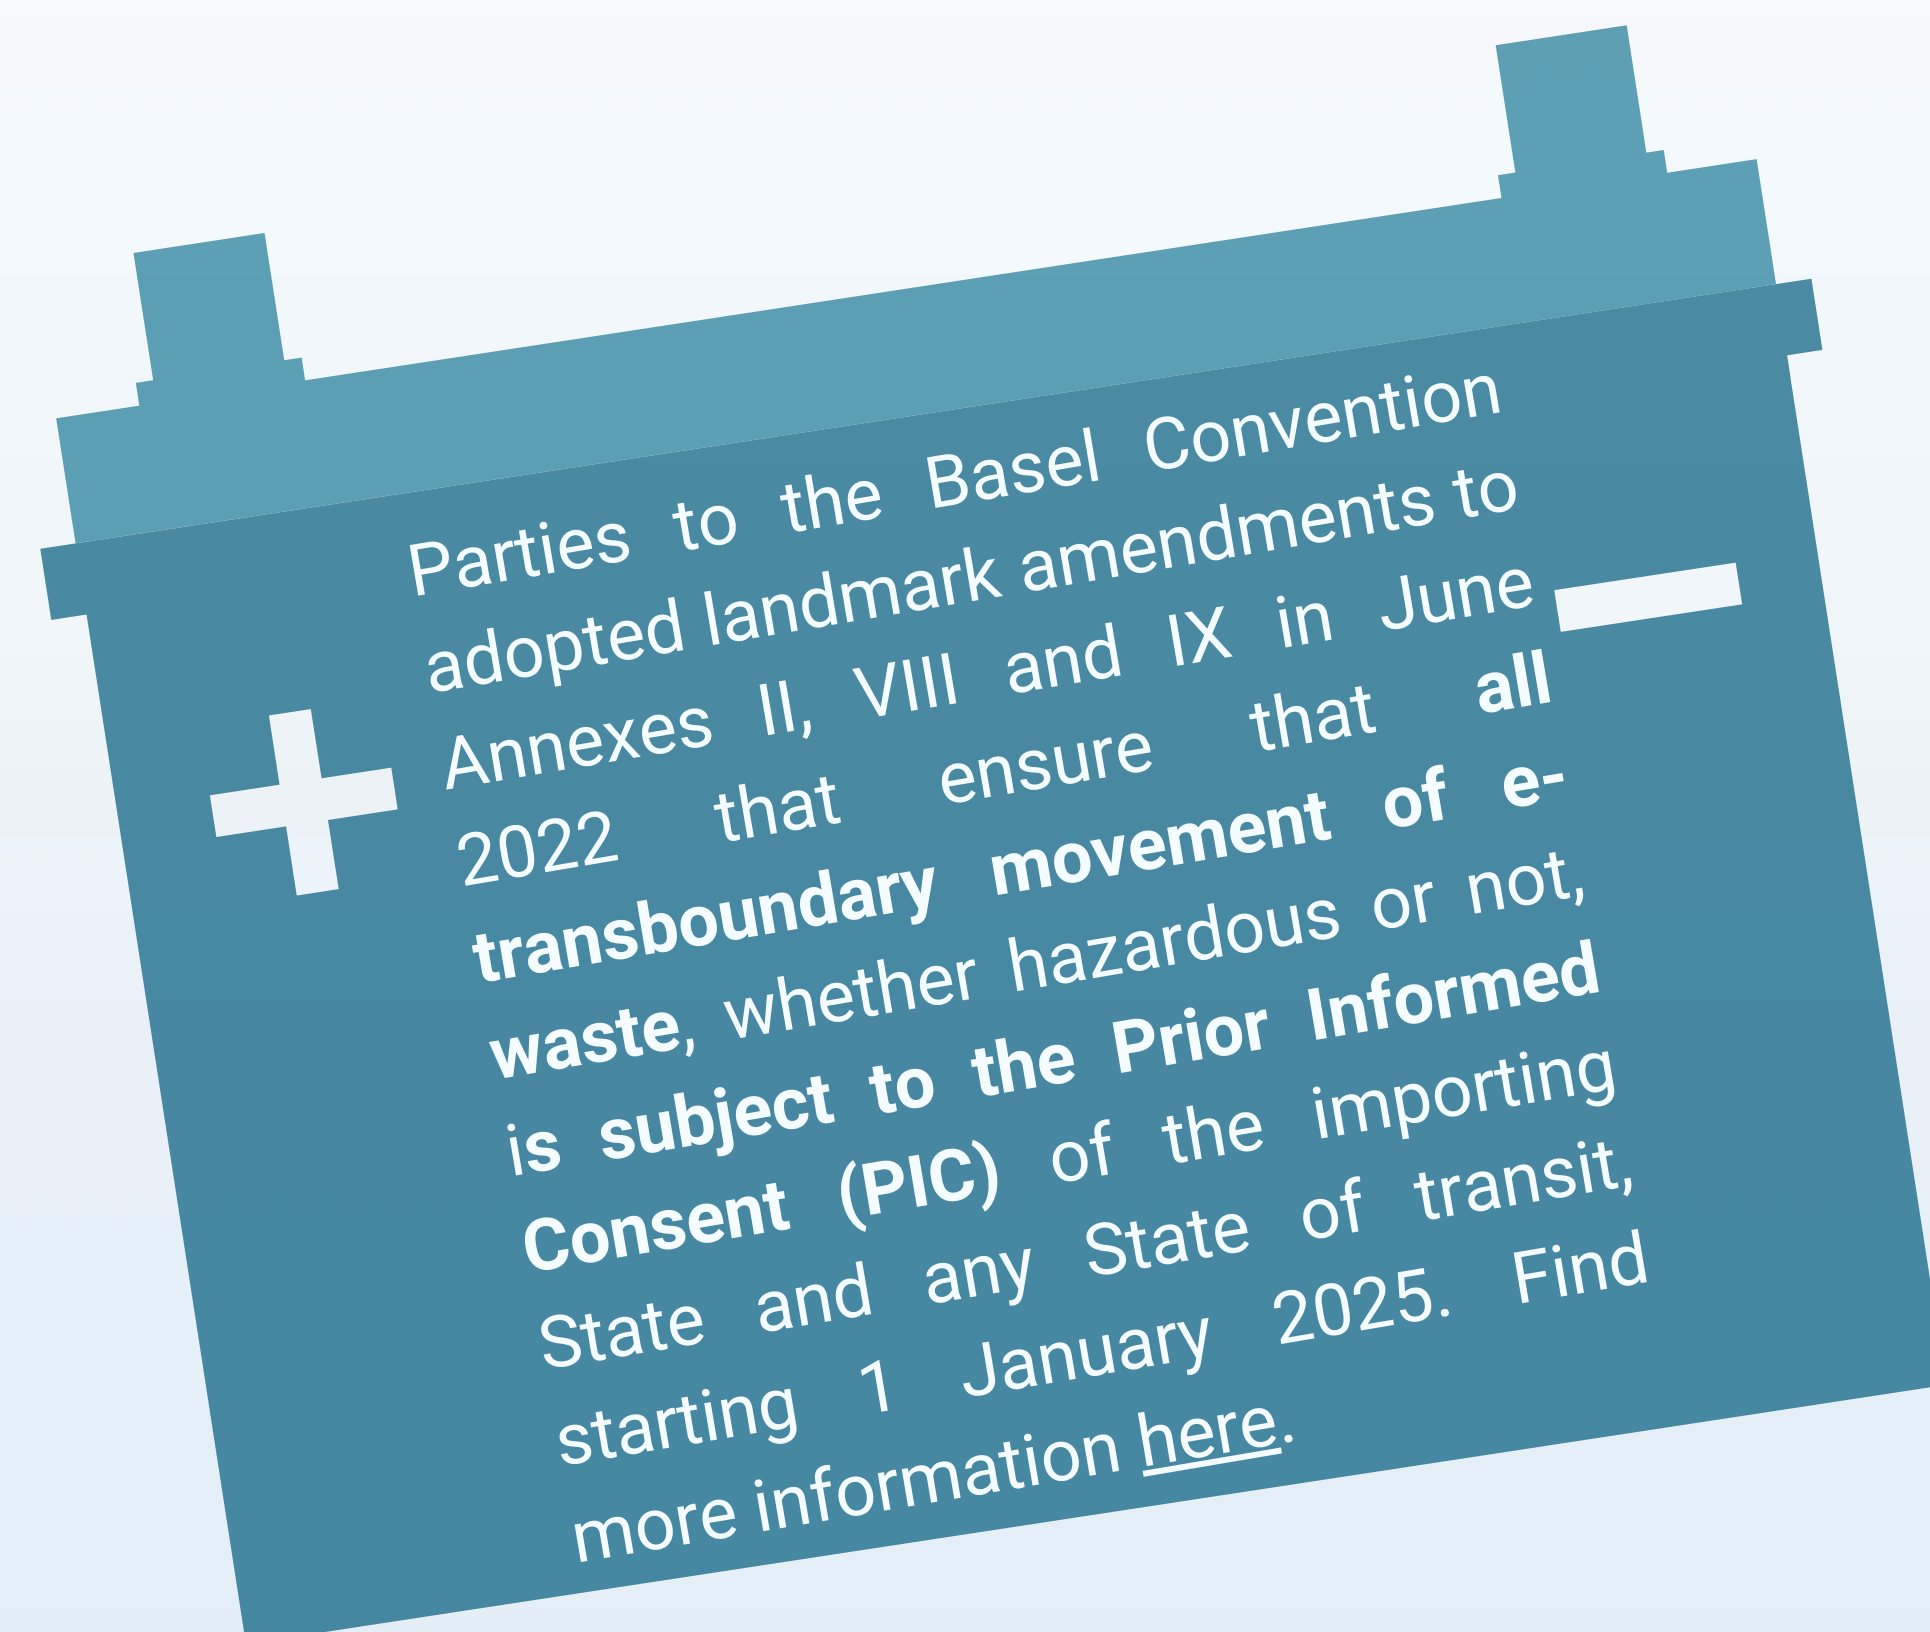 Parties to the Basel Convention
adopted landmark amendments to
Annexes II, VIII and IX in June
2022 that ensure that all
transboundary movement of e-
waste, whether hazardous or not,
is subject to the Prior Informed
Consent (PIC) of the importing
State and any State of transit,
starting 1 January 2025. Find
more information here.